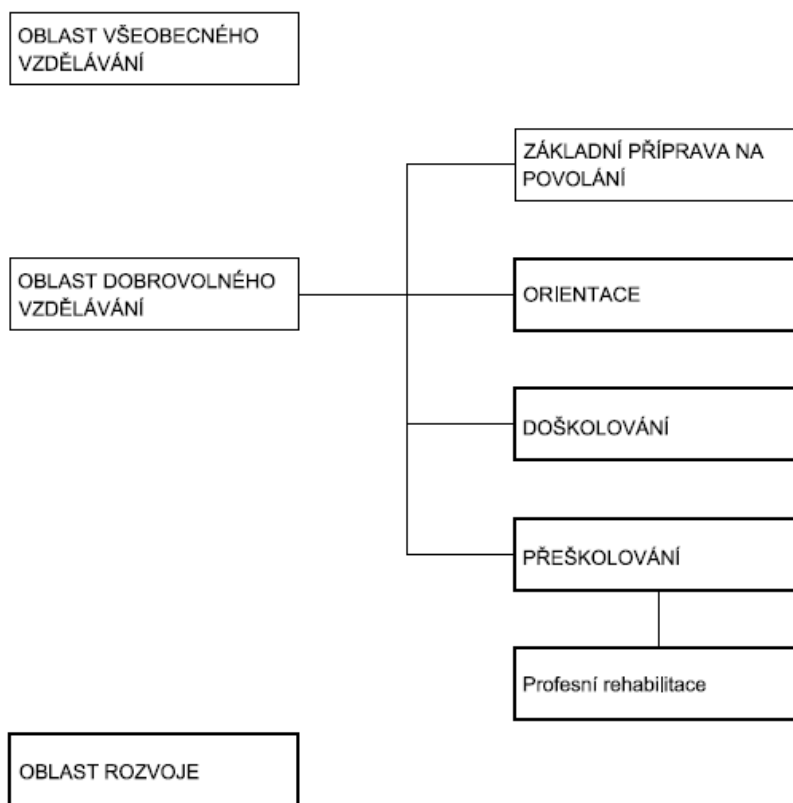 OBLAST VŠEOBECNÉHO
VZDĚLÁVÁNÍ
ZÁKLADNÍ PŘÍPRAVA NA
POVOLÁNÍ
OBLAST DOBROVOLNÉHO
VZDĚLÁVÁNÍ
ORIENTACE
DOŠKOLOVÁNÍ
PŘEŠKOLOVÁNÍ
Profesní rehabilitace
OBLAST ROZVOJE